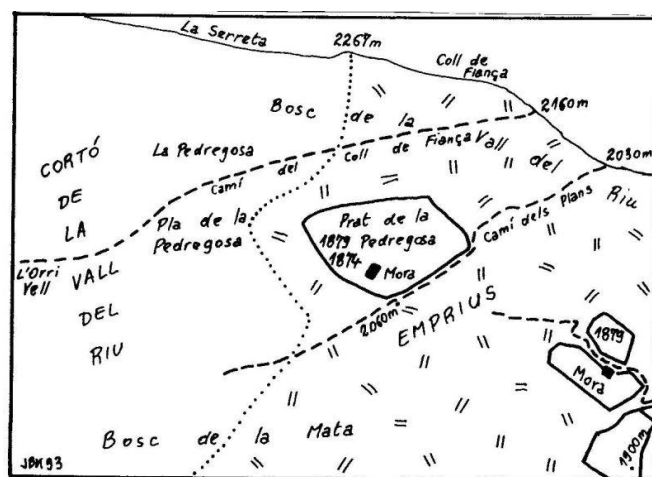 La Serreta
2267m
Coll de
Fiança
2160m
Bosc de la Vall del Riu
2030m
La Pedregosa
Camí del Coll de Fiança
CORTÓ
DE
LA
VALL
DEL
RIU
Pla de la
Pedregosa
Prat de la
1879 Pedregosa
1874
Mora
Camí dels Plans
L'Orri
Vell
2060m
EMPRIUS
1879
Mora
Bosc de la Mata
1900m
JBK93